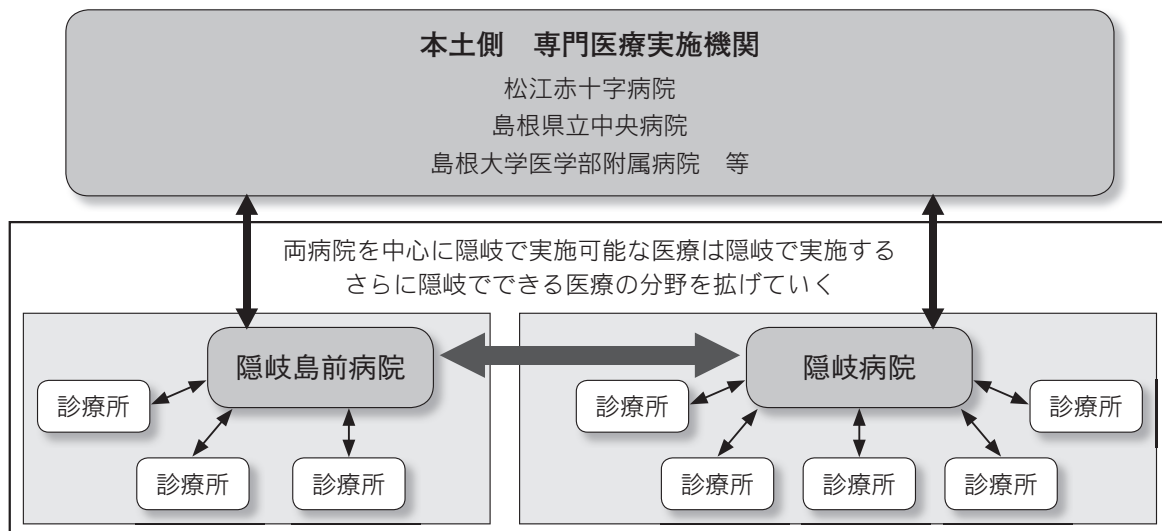 本土側　専門医療実施機関
松江赤十字病院
島根県立中央病院
島根大学医学部附属病院　等
両病院を中心に隠岐で実施可能な医療は隠岐で実施する
さらに隠岐でできる医療の分野を拡げていく
隠岐島前病院
診療所
診療所
診療所
隠岐病院
診療所
診療所
診療所
診療所
診療所